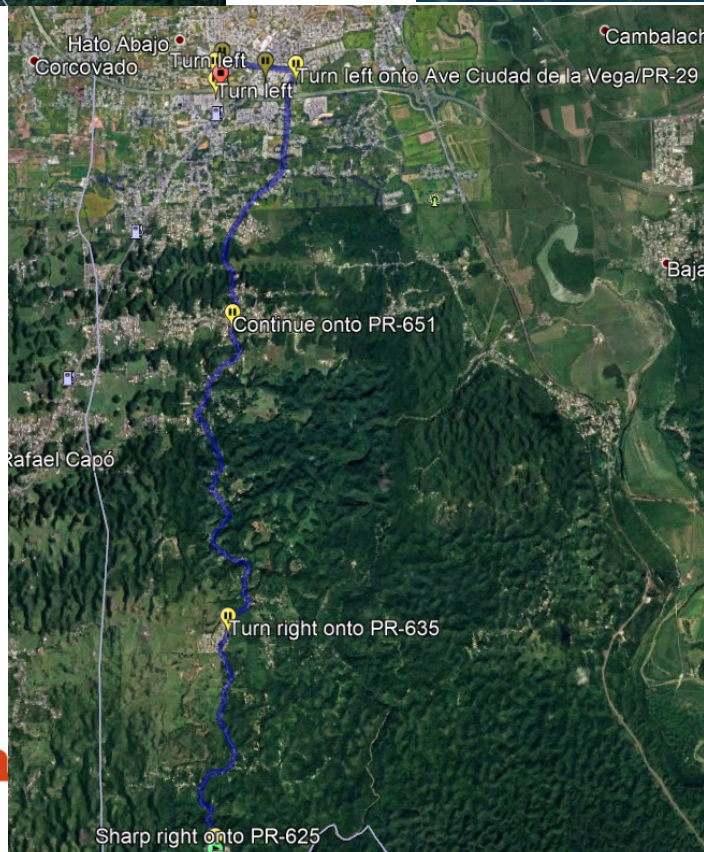 Hato Abajo
Cambalach
Corcovado
Turn left
Turn left onto Ave Ciudad de la Vega/PR-29
Turn left
Baja
Continue onto PR-651
Rafael Capó
Turn right onto PR-635
Sharp right onto PR-625